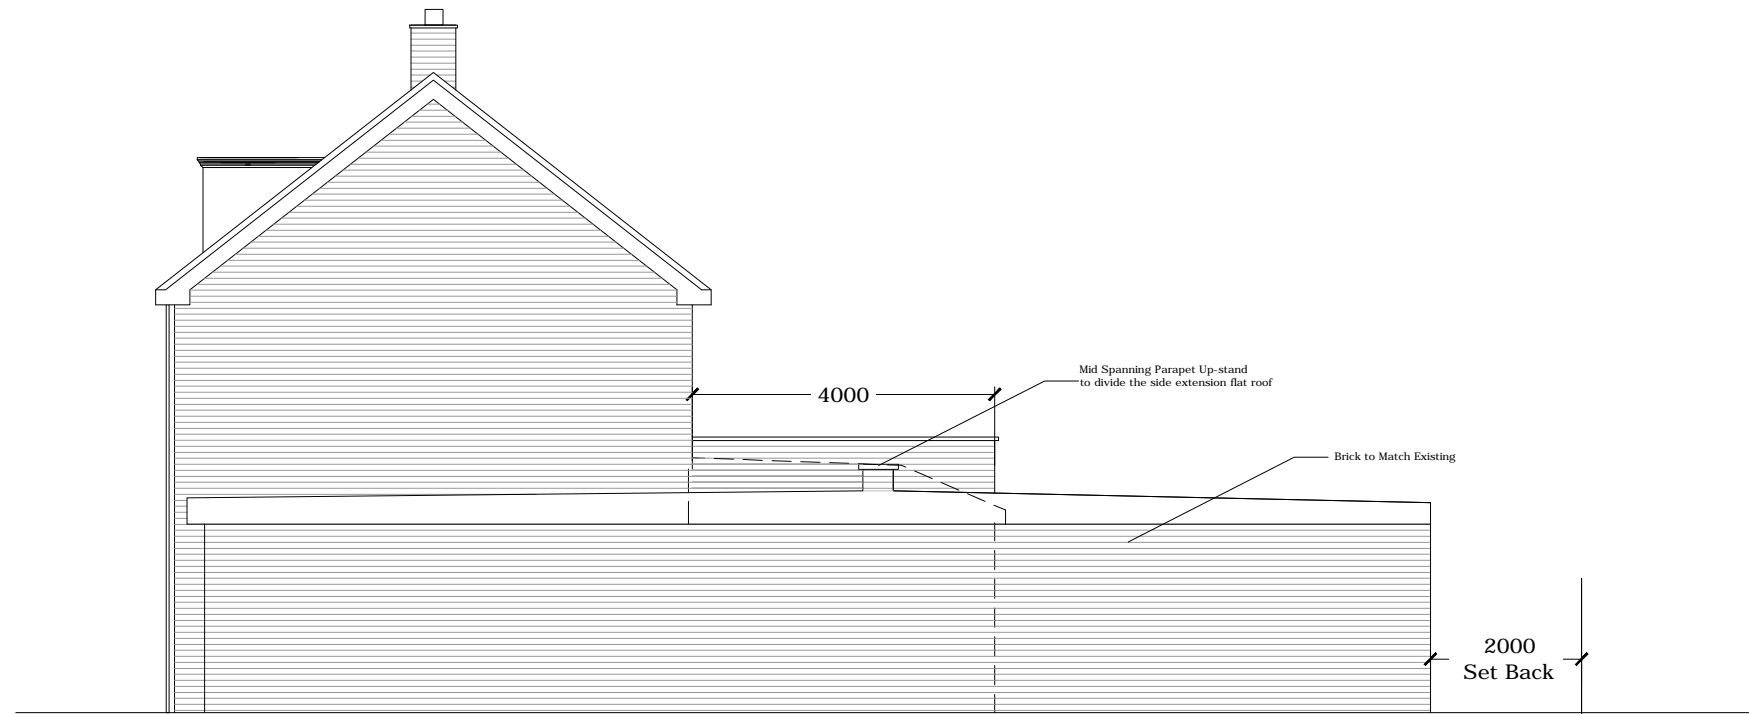 Mid Spanning Parapet Up-stand
to divide the side extension flat roof
4000
Brick to Match Existing
2000
Set Back